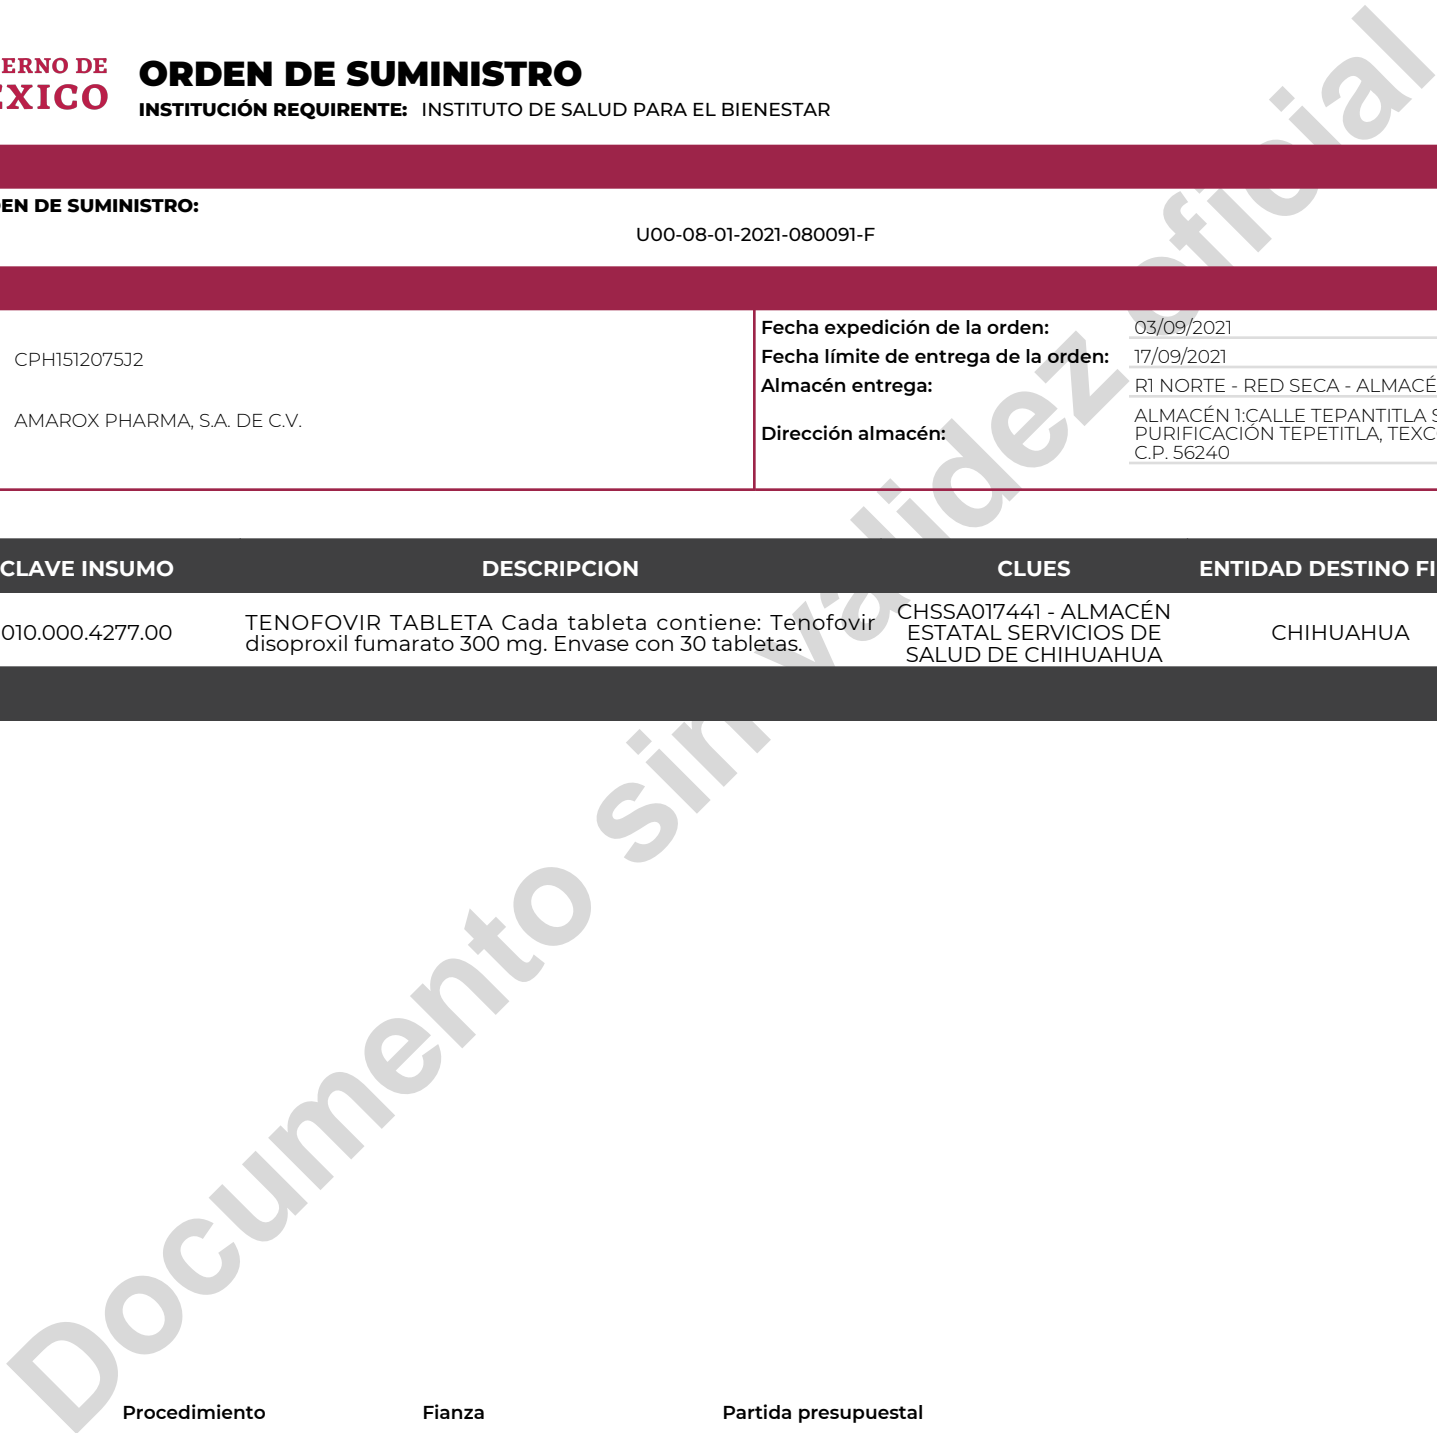 ERNO DE
EXICO
ORDEN DE SUMINISTRO
INSTITUCIÓN REQUIRENTE: INSTITUTO DE SALUD PARA EL BIENESTAR
EN DE SUMINISTRO:
U00-08-01-2021-080091-F
CPH1512075J2
AMAROX PHARMA, S.A. DE C.V.
Fecha expedición de la orden: 03/09/2021
Fecha límite de entrega de la orden: 17/09/2021
Almacén entrega: R1 NORTE - RED SECA - ALMACÉ
Dirección almacén:
ALMACÉN 1:CALLE TEPANTITLA S
PURIFICACIÓN TEPETITLA, TEXC
C.P. 56240
CLAVE INSUMO DESCRIPCION CLUES ENTIDAD DESTINO FI
010.000.4277.00
TENOFOVIR TABLETA Cada tableta contiene: Tenofovir
disoproxil fumarato 300 mg. Envase con 30 tabletas.
CHSSA017441 - ALMACÉN
ESTATAL SERVICIOS DE
SALUD DE CHIHUAHUA
CHIHUAHUA
Documento sin validez oficial
Procedimiento Fianza Partida presupuestal